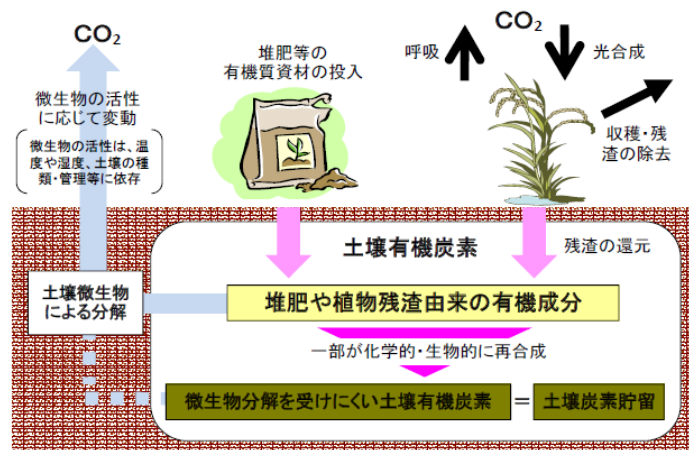 CO2
微生物の活性
に応じて変動
微生物の活性は、温
度や湿度、土壌の種
類・管理等に依存
堆肥等の
有機質資材の投入
CO2
呼吸
光合成
収穫・残
渣の除去
土壌有機炭素
残渣の還元
土壌微生物
による分解
堆肥や植物残渣由来の有機成分
一部が化学的・生物的に再合成
微生物分解を受けにくい土壌有機炭素
=
土壌炭素貯留